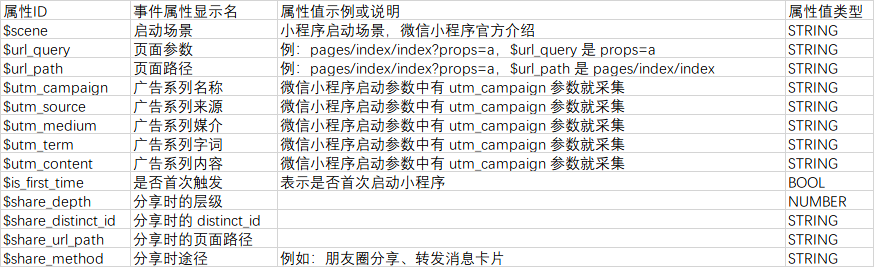 属性ID 事件属性显示名 属性值示例或说明 属性值类型
$scene 启动场景 小程序启动场景，微信小程序官方介绍 STRING
$url_query 页面参数 例：pages/index/index?props=a，$url_query 是 props=a STRING
$url_path 页面路径 例：pages/index/index?props=a，$url_path 是 pages/index/index STRING
$utm_campaign 广告系列名称 微信小程序启动参数中有 utm_campaign 参数就采集 STRING
$utm_source 广告系列来源 微信小程序启动参数中有 utm_campaign 参数就采集 STRING
$utm_medium 广告系列媒介 微信小程序启动参数中有 utm_campaign 参数就采集 STRING
$utm_term 广告系列字词 微信小程序启动参数中有 utm_campaign 参数就采集 STRING
$utm_content 广告系列内容 微信小程序启动参数中有 utm_campaign 参数就采集 STRING
$is_first_time 是否首次触发 表示是否首次启动小程序 BOOL
$share_depth 分享时的层级 NUMBER
$share_distinct_id 分享时的 distinct_id STRING
$share_url_path 分享时的页面路径 STRING
$share_method 分享时途径 例如：朋友圈分享、转发消息卡片 STRING